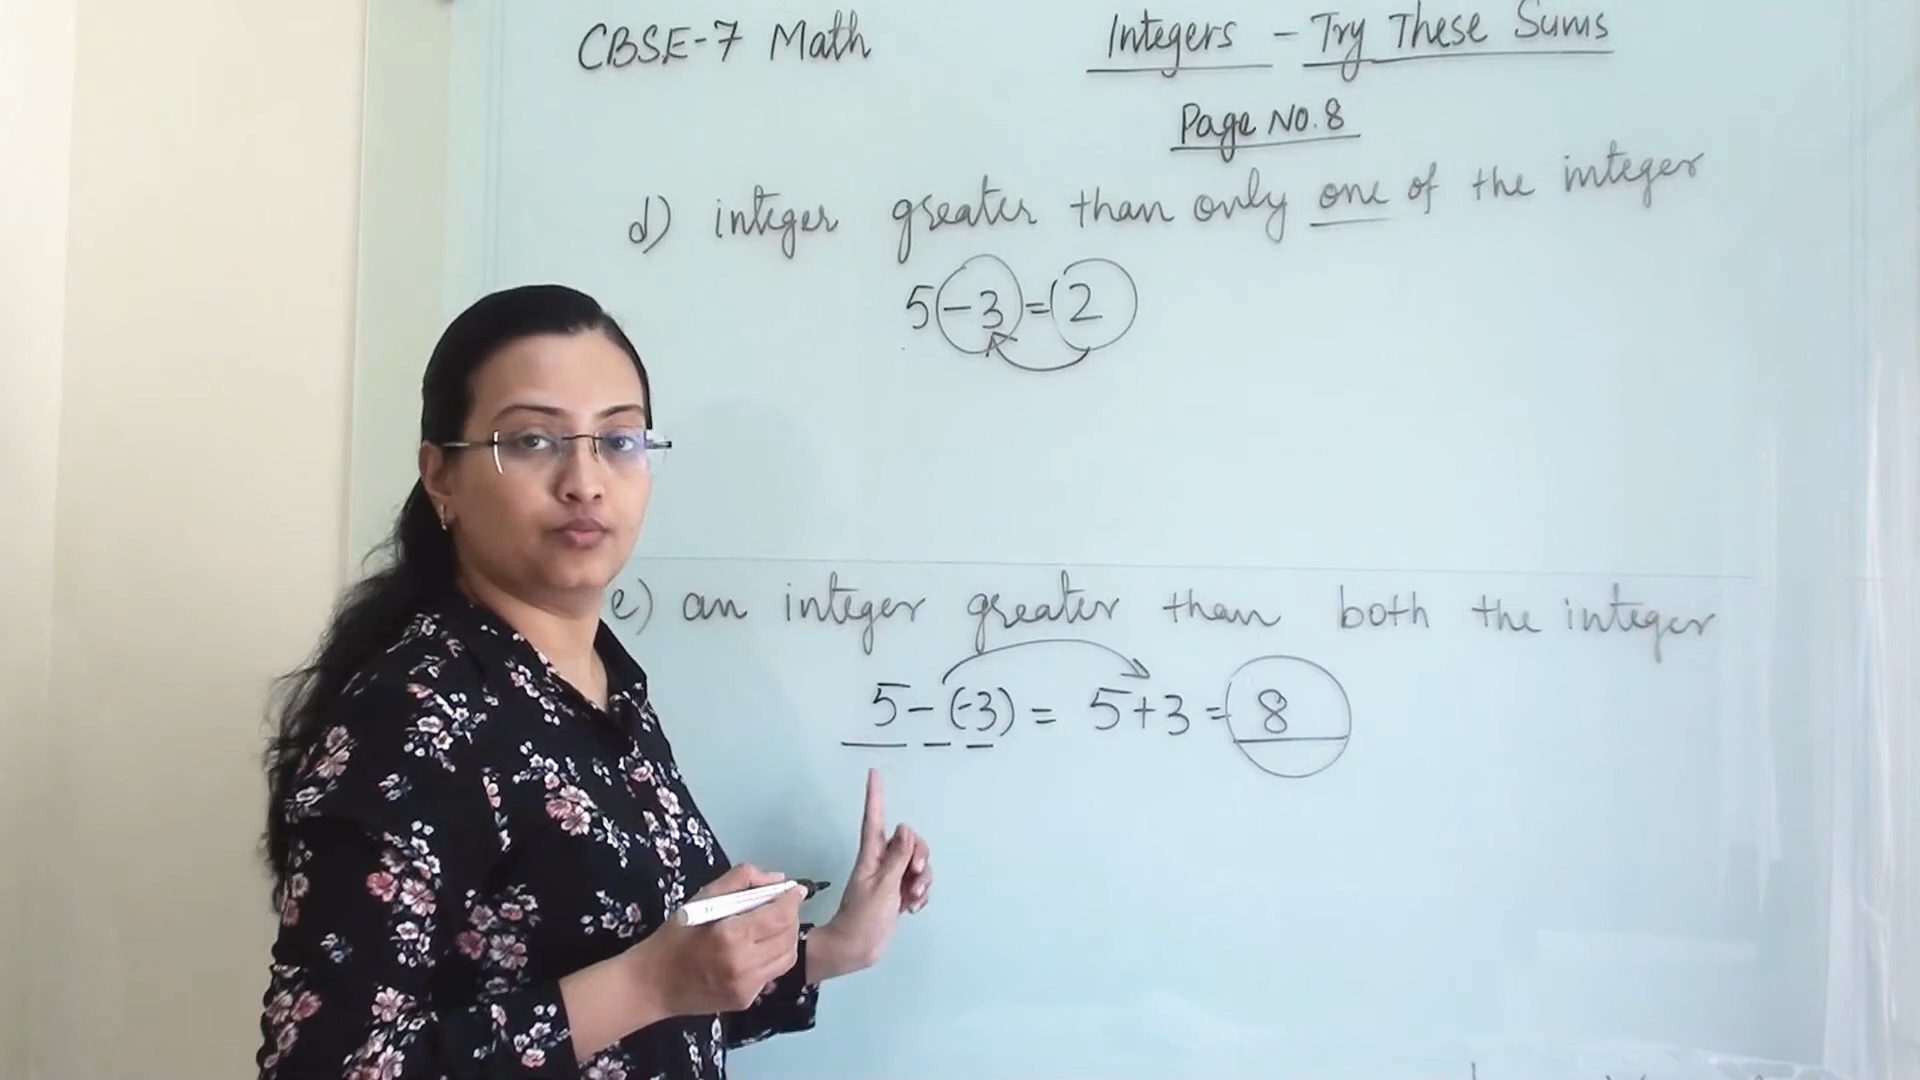 CBSE-7 Math
Integers - Try These Sums
Page No. 8
d) integer greater than only one of the integer
5-3=2
e) an integer greater than both the integer
5-(-3) = 5+3 = 8